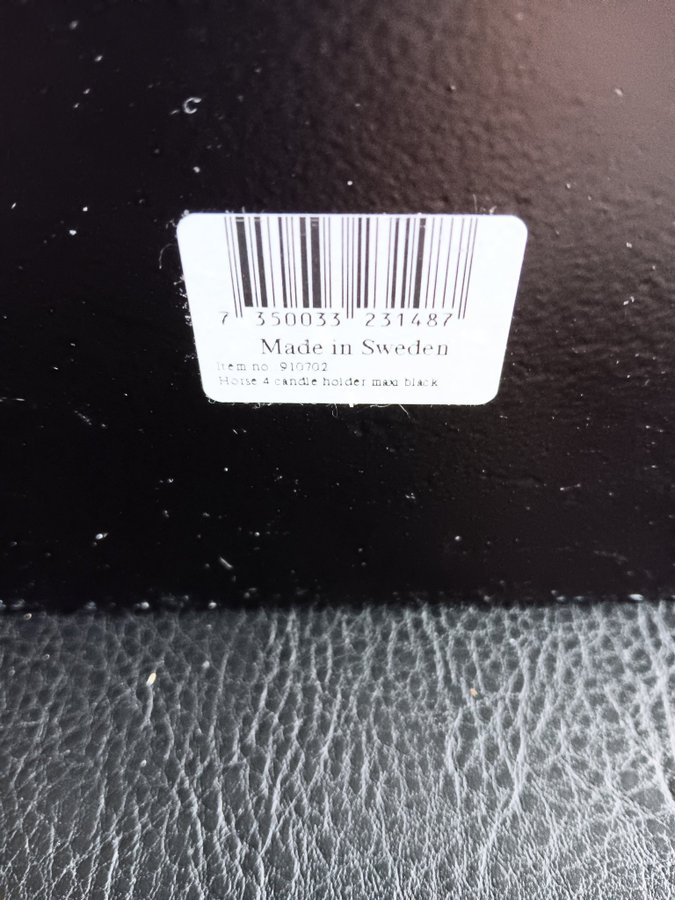 7 350033 231487
Made in Sweden
Item no :910702
Horse 4 candle holder maxi black